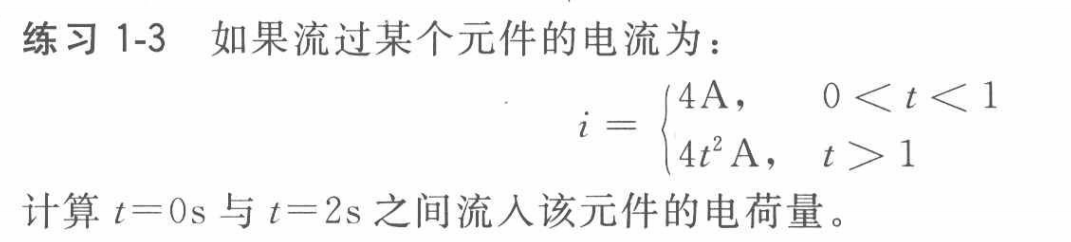 练习 1-3 如果流过某个元件的电流为：
i = { 4A， 0 < t < 1
4t² A， t > 1
计算 t=0s 与 t=2s 之间流入该元件的电荷量。